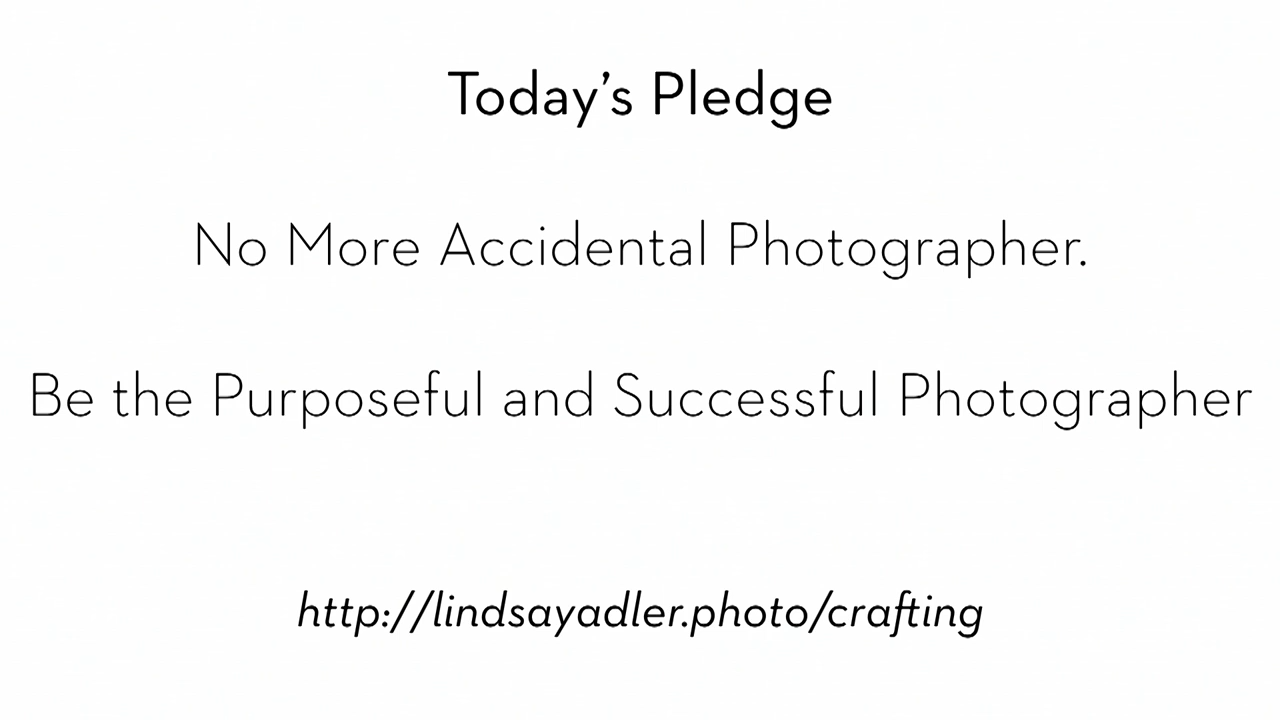 Today’s Pledge
No More Accidental Photographer.
Be the Purposeful and Successful Photographer
http://lindsayadler.photo/crafting